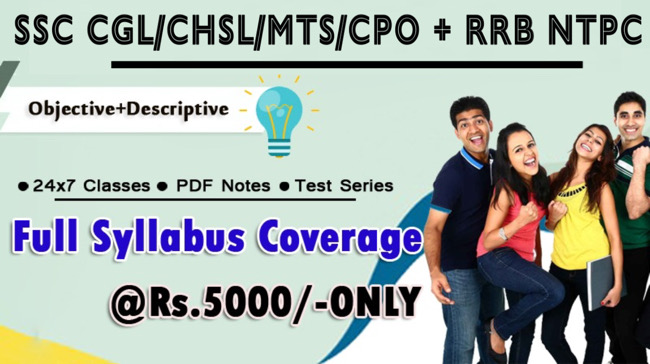 SSC CGL/CHSL/MTS/CPO + RRB NTPC
Objective+Descriptive
● 24x7 Classes ● PDF Notes ● Test Series
Full Syllabus Coverage
@Rs.5000/-ONLY